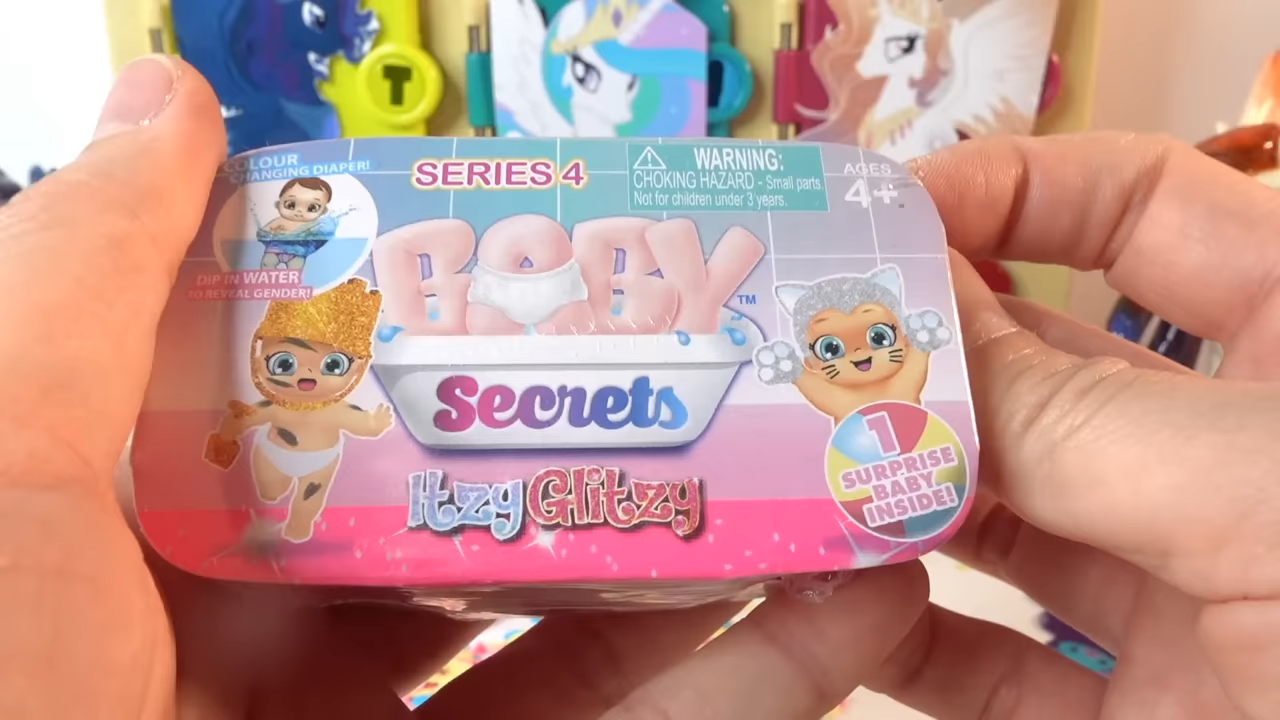 COLOUR
CHANGING DIAPER!
SERIES 4
WARNING:
CHOKING HAZARD - Small parts
Not for children under 3 years.
AGES
4+
T
DIP IN WATER
TO REVEAL GENDER!
BABY
TM
Secrets
Itzy Glitzy
1
SURPRISE
BABY
INSIDE!